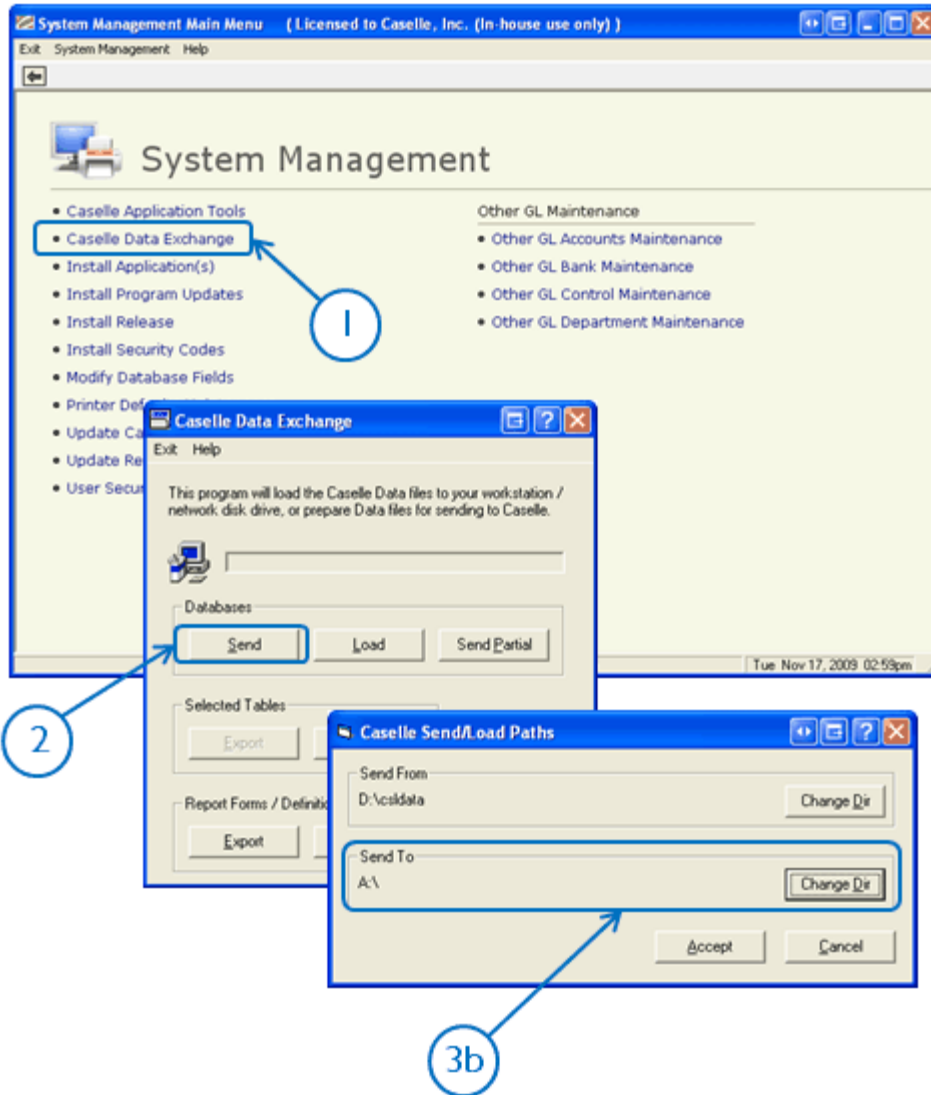 System Management Main Menu ( Licensed to Caselle, Inc. (In-house use only) )
Exit System Management Help
System Management
• Caselle Application Tools
• Caselle Data Exchange
• Install Application(s)
• Install Program Updates
• Install Release
• Install Security Codes
• Modify Database Fields
• Printer
• Update
• Update
• User
Other GL Maintenance
• Other GL Accounts Maintenance
• Other GL Bank Maintenance
• Other GL Control Maintenance
• Other GL Department Maintenance
1
Caselle Data Exchange
Exit Help
This program will load the Caselle Data files to your workstation /
network disk drive, or prepare Data files for sending to Caselle.
Databases
Send Load Send Partial
Tue Nov 17, 2009 02:59pm
2
Selected Tables
Export
Report Forms /
Export
Caselle Send/Load Paths
Send From
D:\csldata Change Dir
Send To
A:\ Change Dir
Accept Cancel
3b